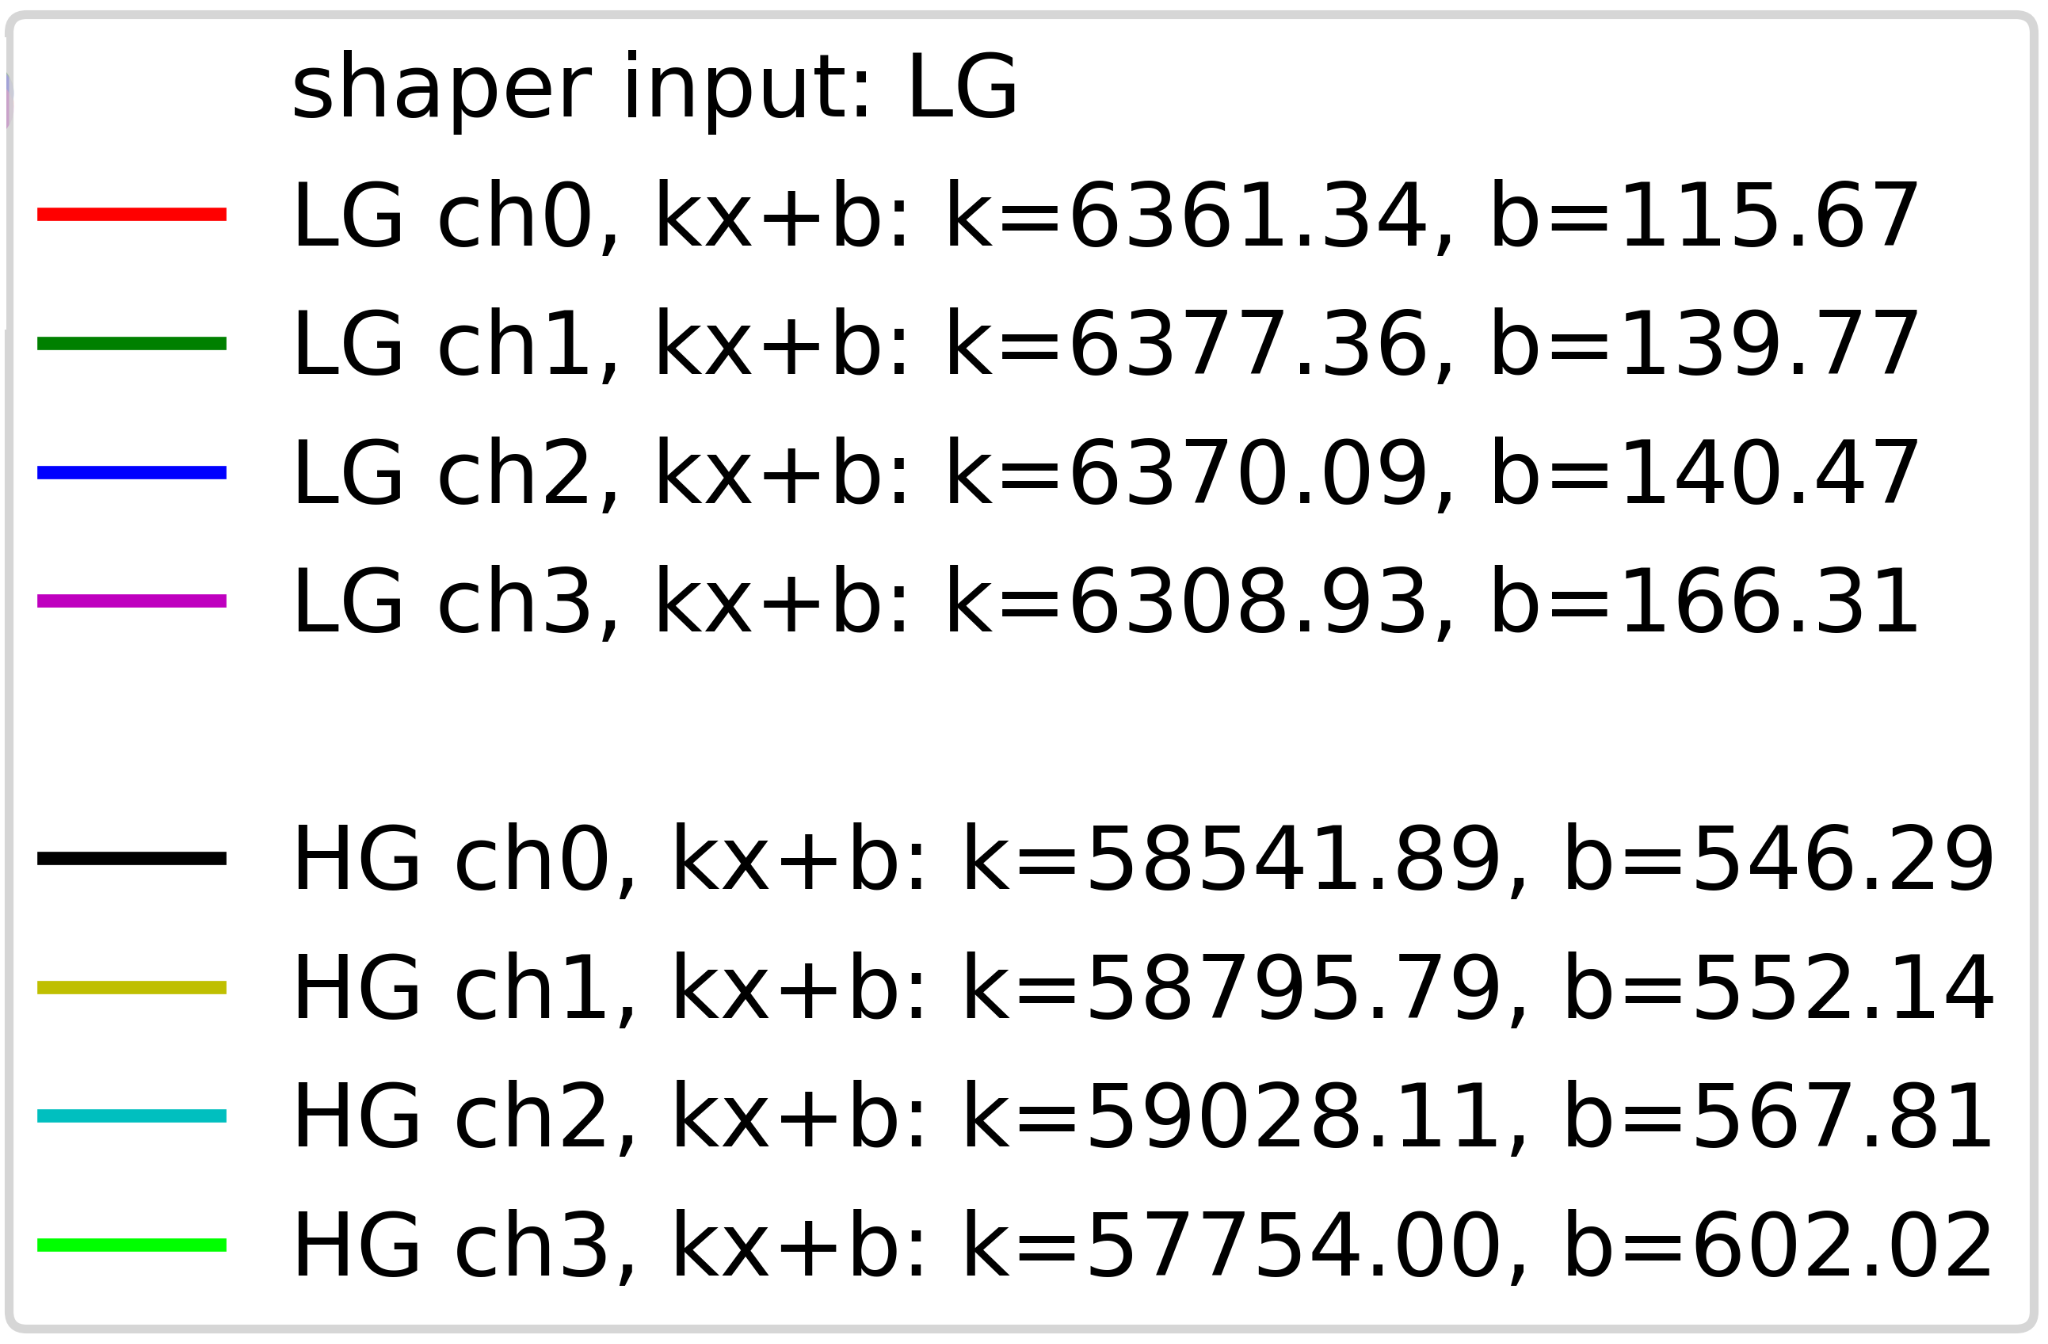 shaper input: LG
LG ch0, kx+b: k=6361.34, b=115.67
LG ch1, kx+b: k=6377.36, b=139.77
LG ch2, kx+b: k=6370.09, b=140.47
LG ch3, kx+b: k=6308.93, b=166.31
HG ch0, kx+b: k=58541.89, b=546.29
HG ch1, kx+b: k=58795.79, b=552.14
HG ch2, kx+b: k=59028.11, b=567.81
HG ch3, kx+b: k=57754.00, b=602.02